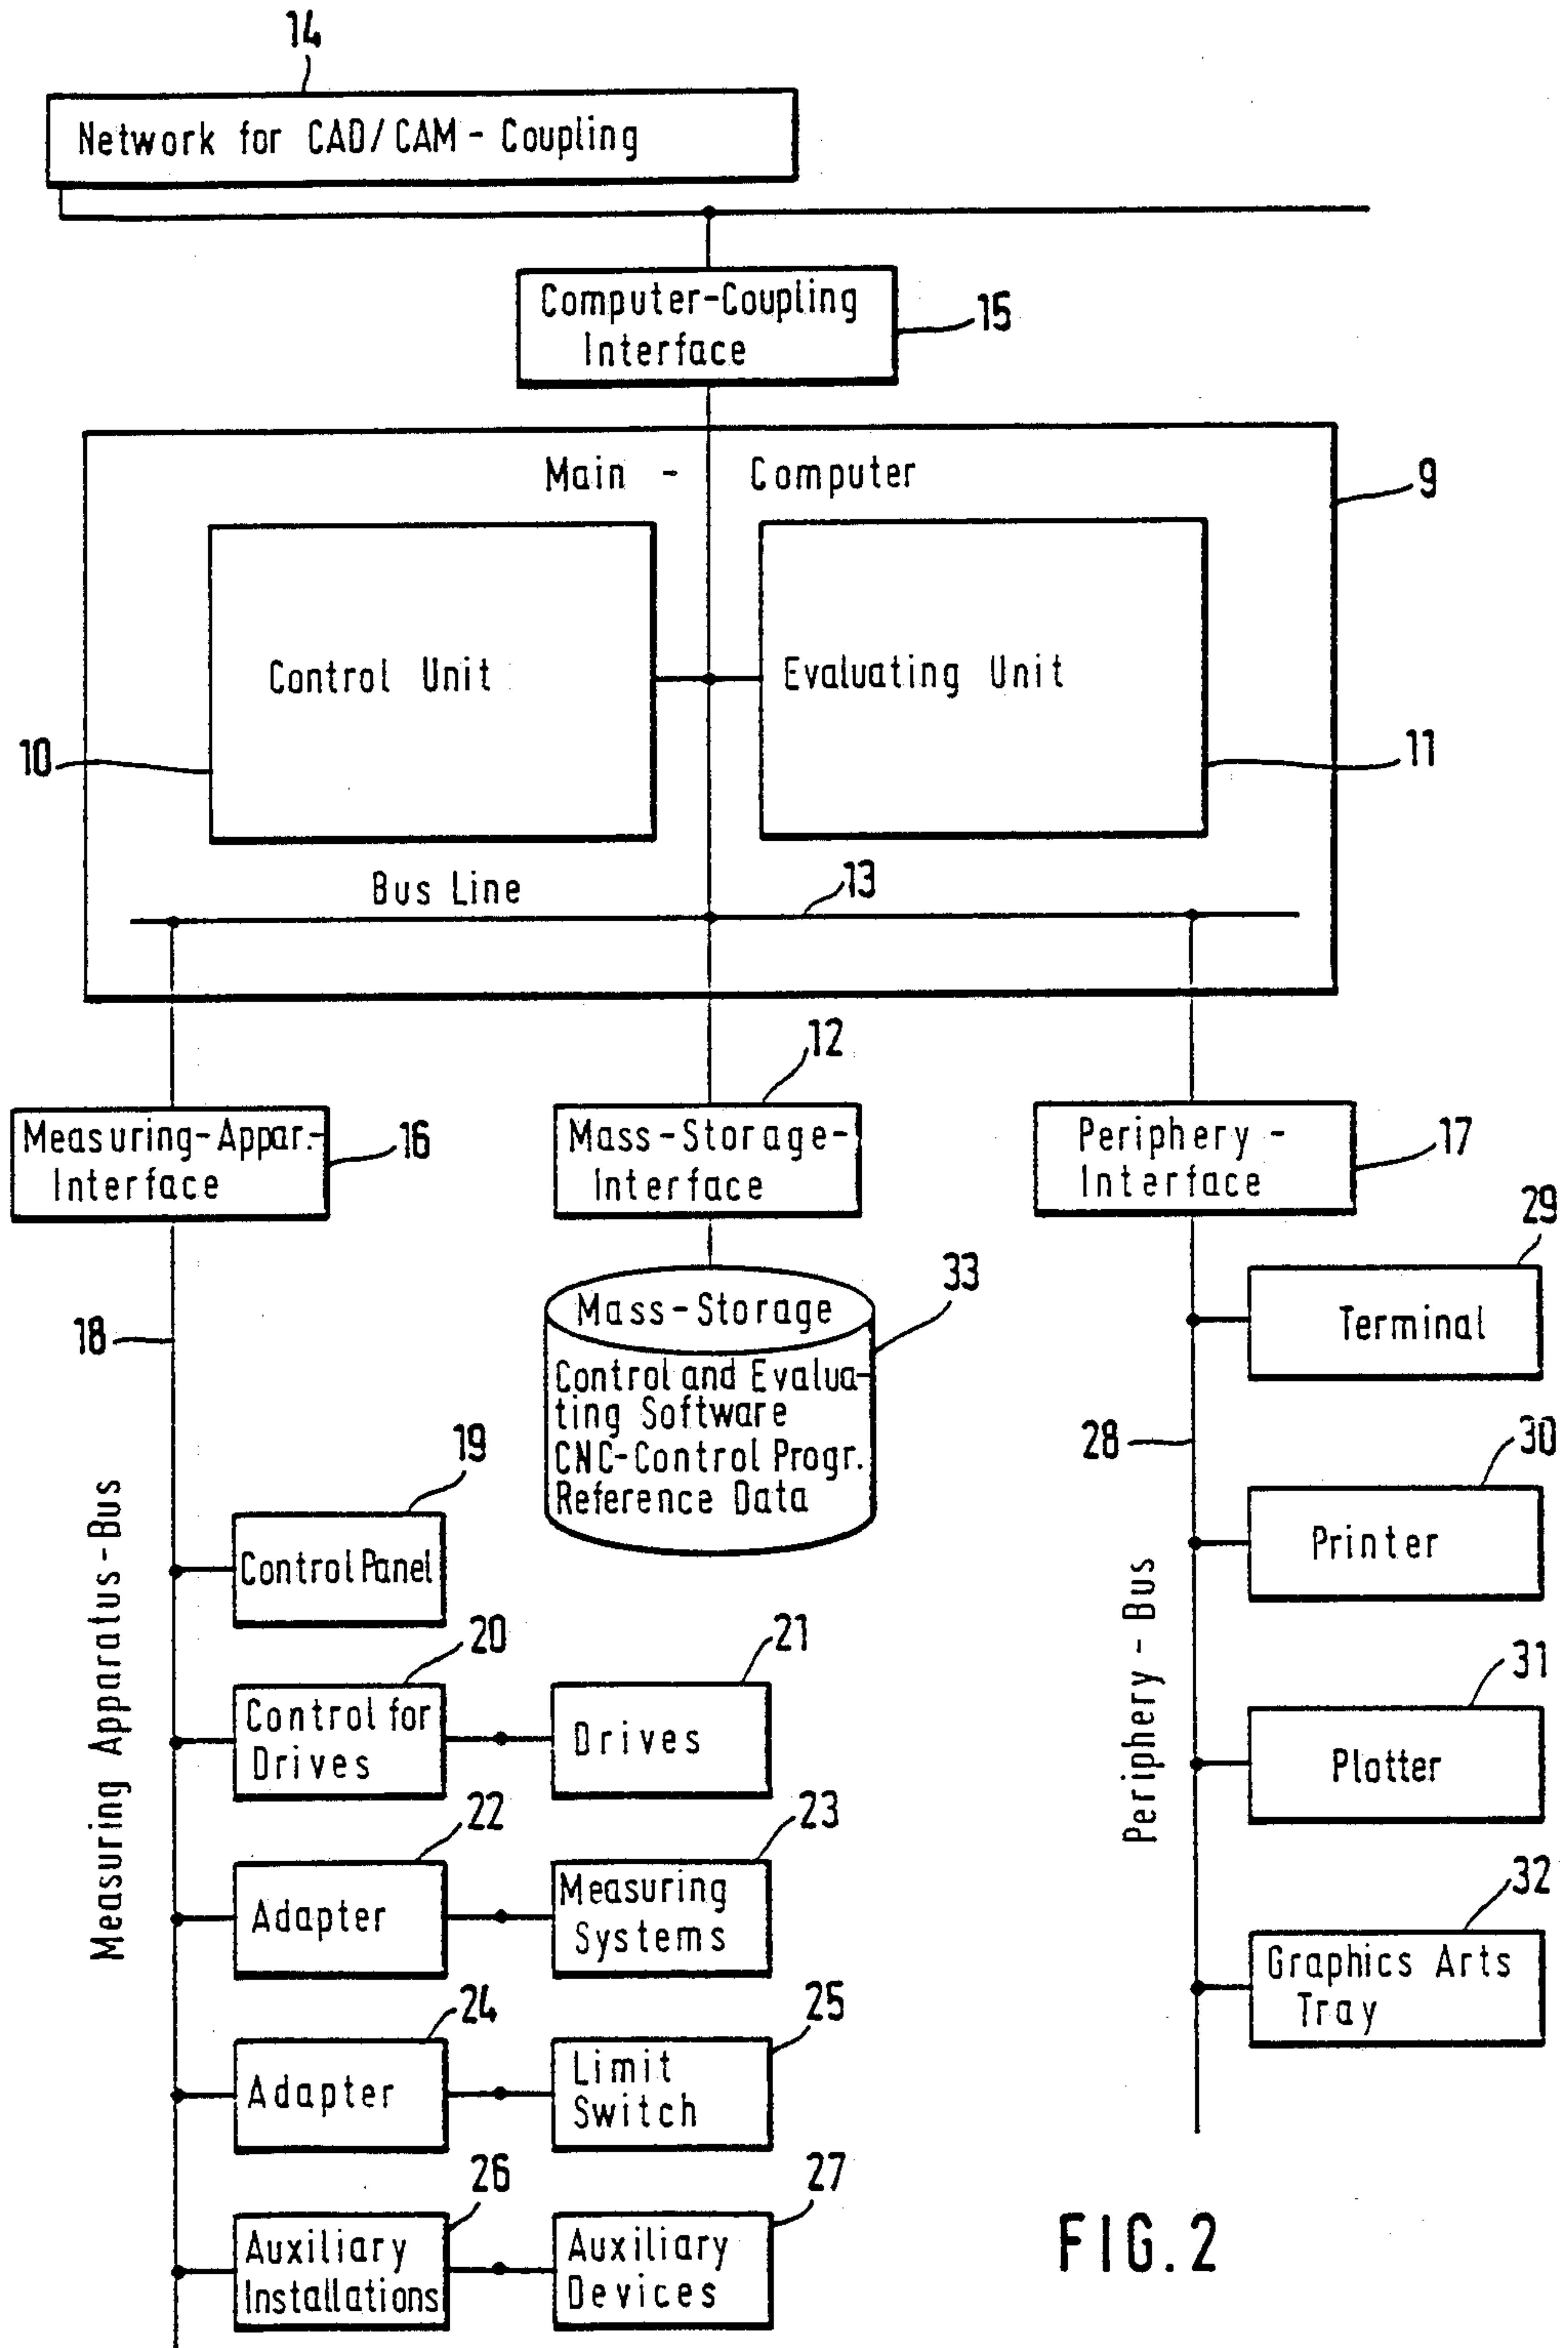 14
Network for CAD/CAM - Coupling
Computer-Coupling
Interface
15
Main - Computer
9
Control Unit
Evaluating Unit
10
11
Bus Line
13
12
Measuring-Appar.-
Interface
16
Mass-Storage-
Interface
Periphery -
Interface
17
18
Mass-Storage
Control and Evalua-
ting Software
CNC-Control Progr.
Reference Data
33
29
Terminal
28
30
Printer
31
Plotter
32
Graphics Arts
Tray
Periphery - Bus
Measuring Apparatus-Bus
19
Control Panel
20
Control for
Drives
21
Drives
22
Adapter
23
Measuring
Systems
24
Adapter
25
Limit
Switch
26
Auxiliary
Installations
27
Auxiliary
Devices
FIG. 2